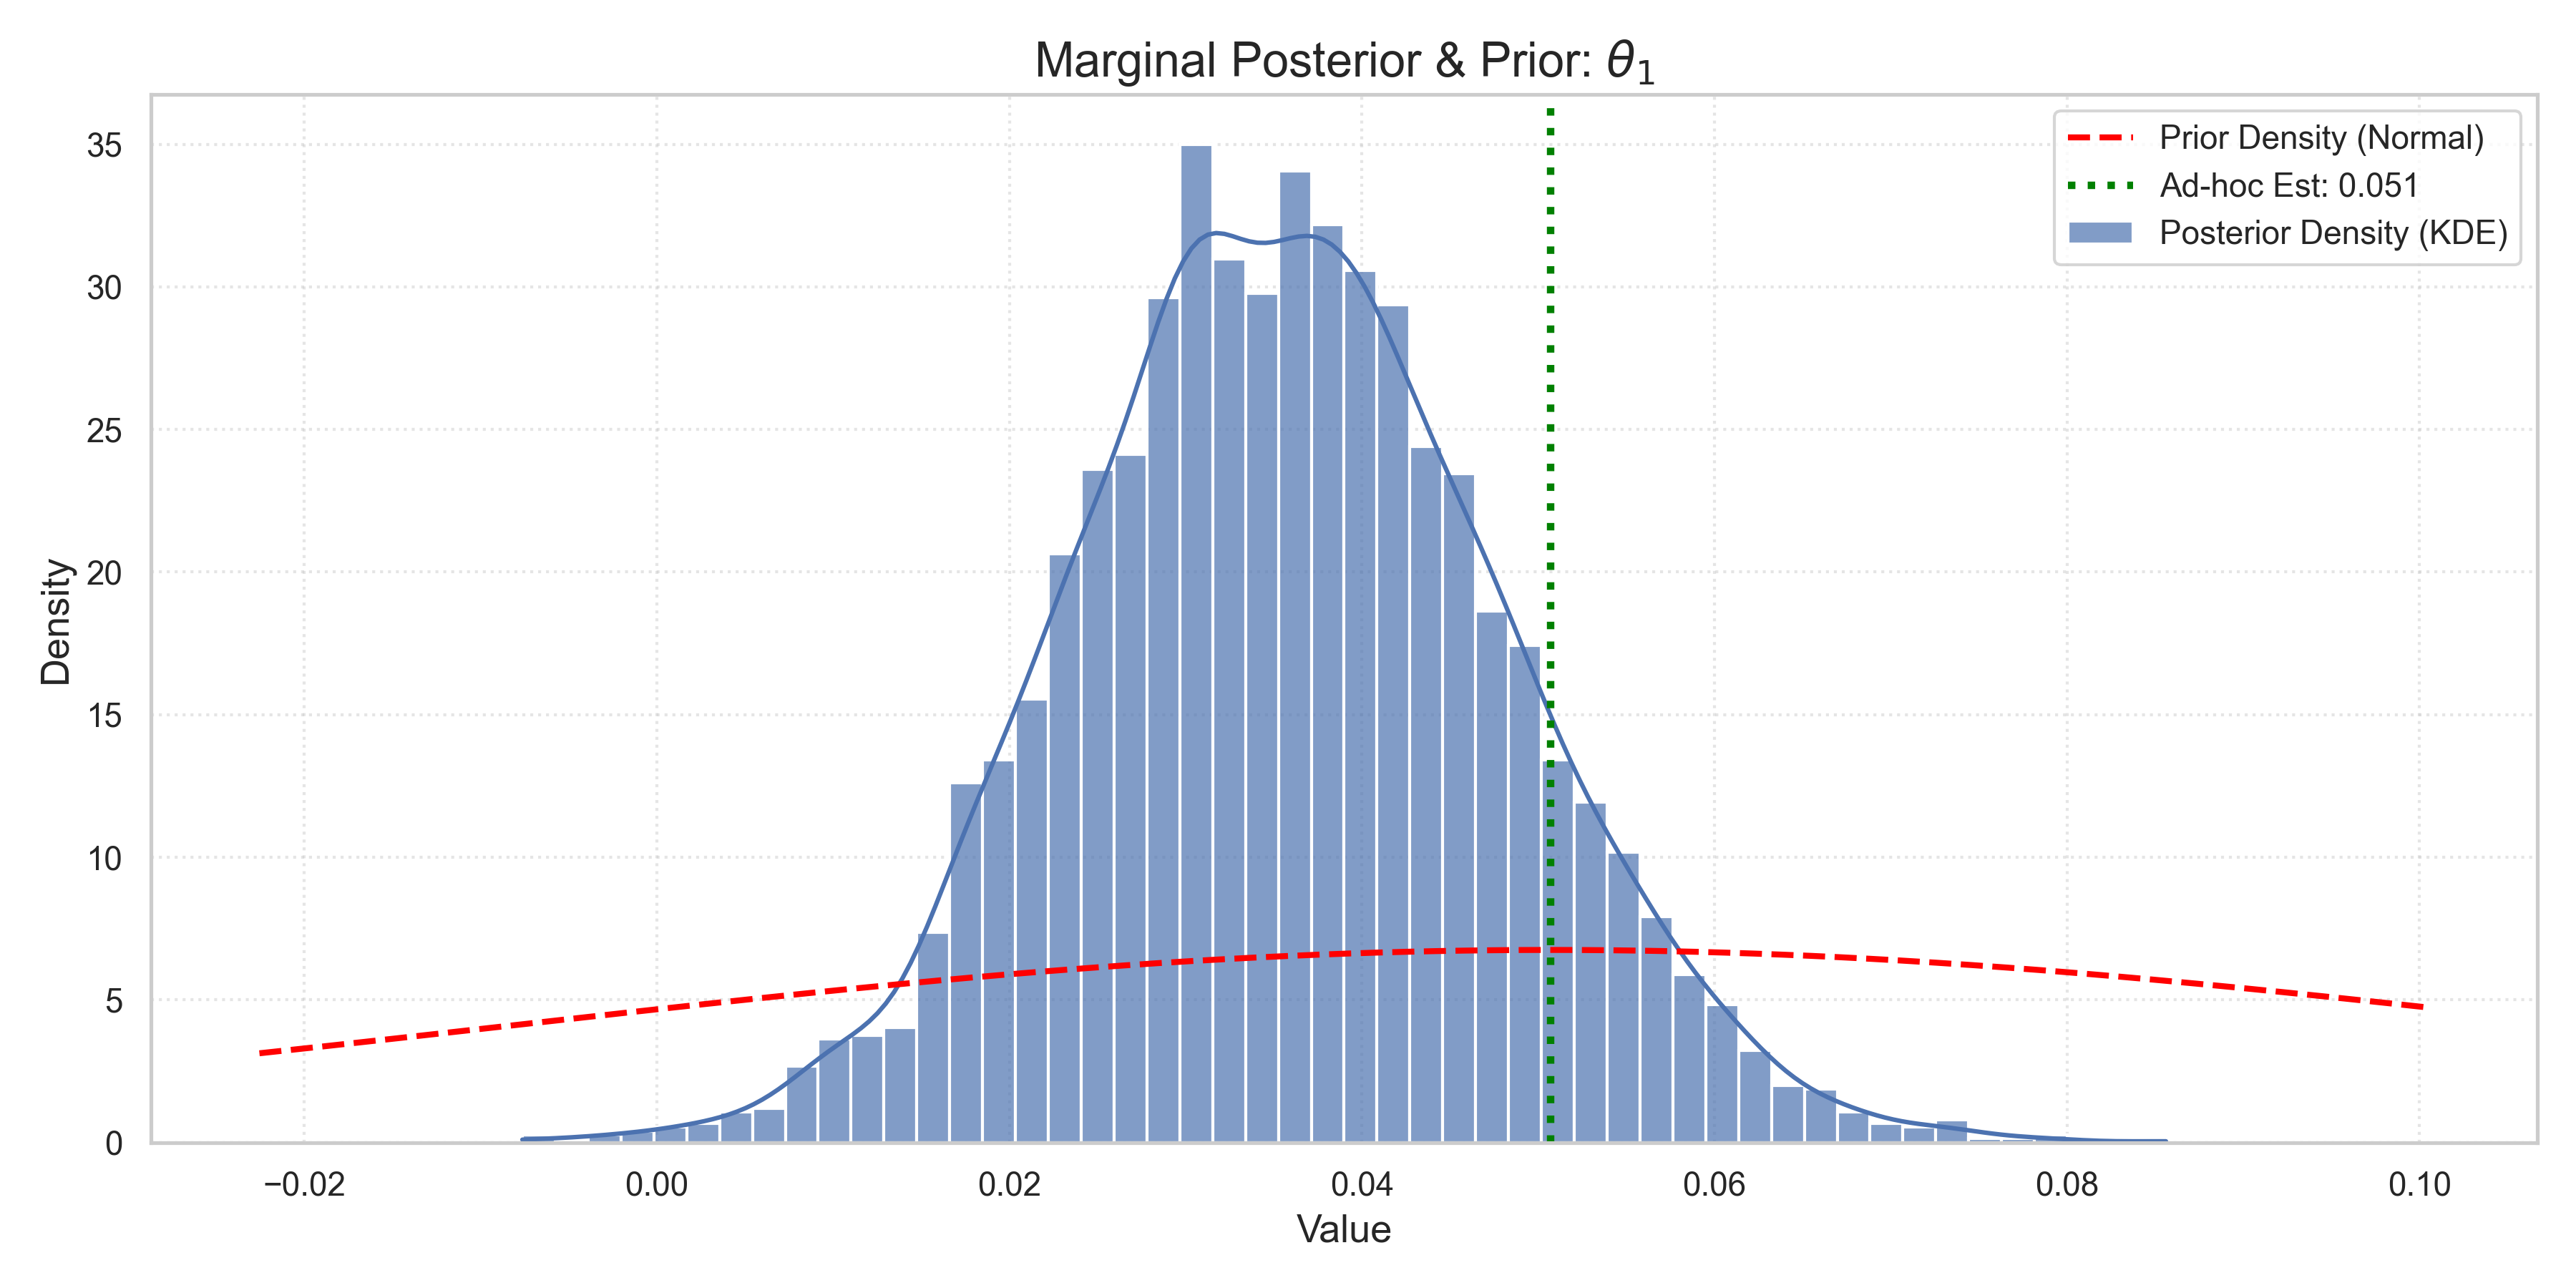 Marginal Posterior & Prior: θ₁
Prior Density (Normal)
Ad-hoc Est: 0.051
Posterior Density (KDE)
Density
35
30
25
20
15
10
5
0
−0.02 0.00 0.02 0.04 0.06 0.08 0.10
Value